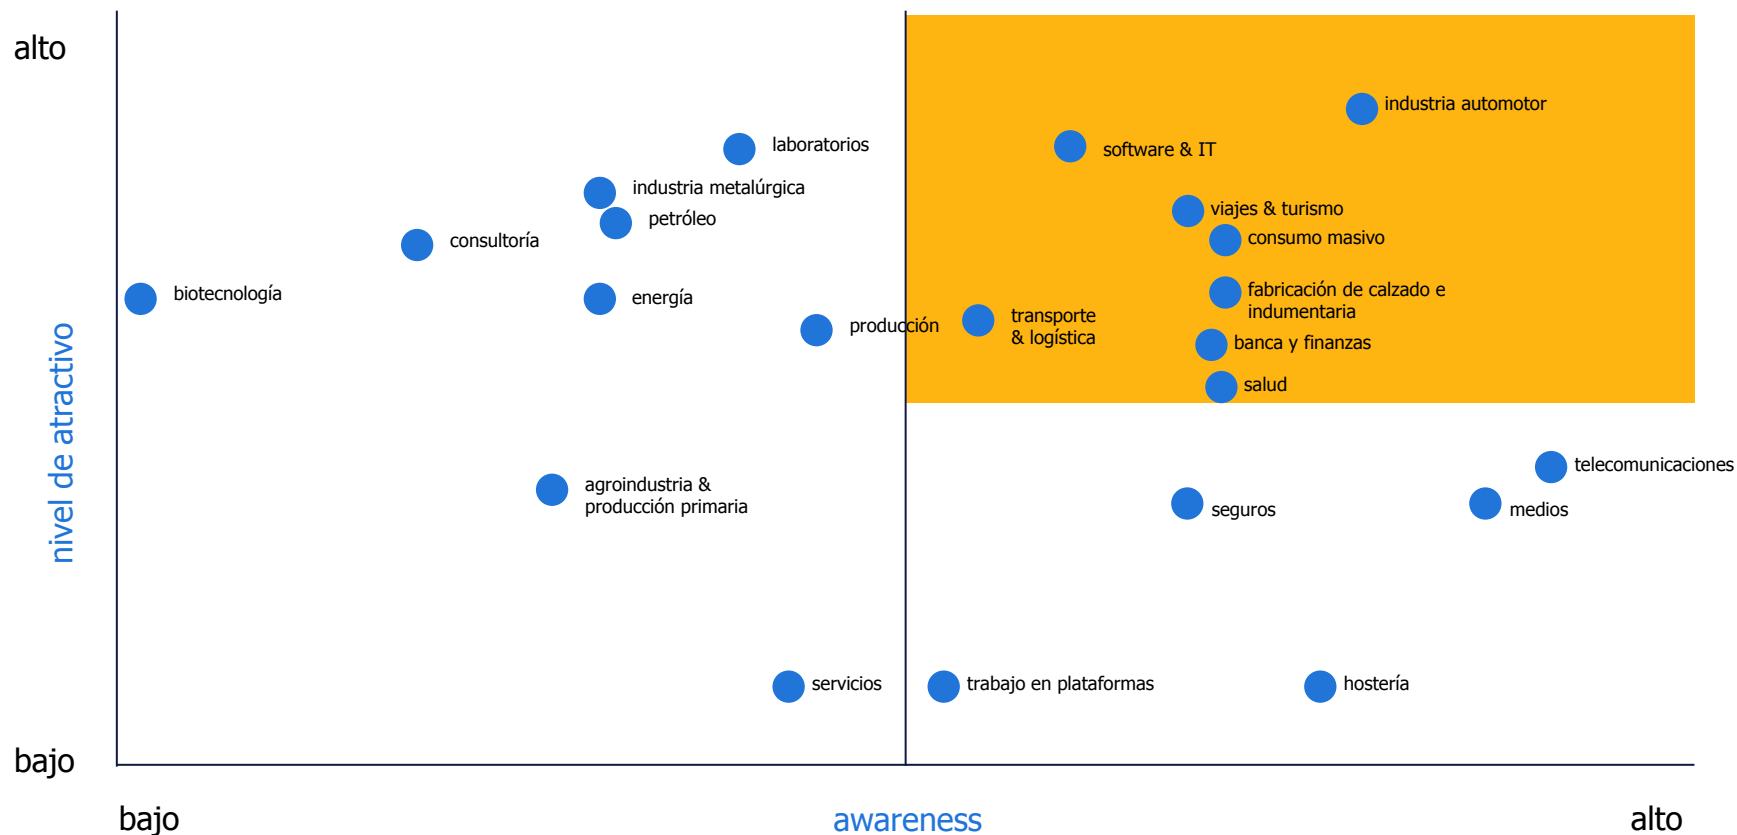 alto
industria automotor
laboratorios
software & IT
industria metalúrgica
petróleo
viajes & turismo
consultoría
consumo masivo
biotecnología
energía
fabricación de calzado e
indumentaria
producción
transporte
& logística
banca y finanzas
salud
nivel de atractivo
telecomunicaciones
agroindustria &
producción primaria
seguros
medios
servicios
trabajo en plataformas
hostería
bajo
bajo
awareness
alto